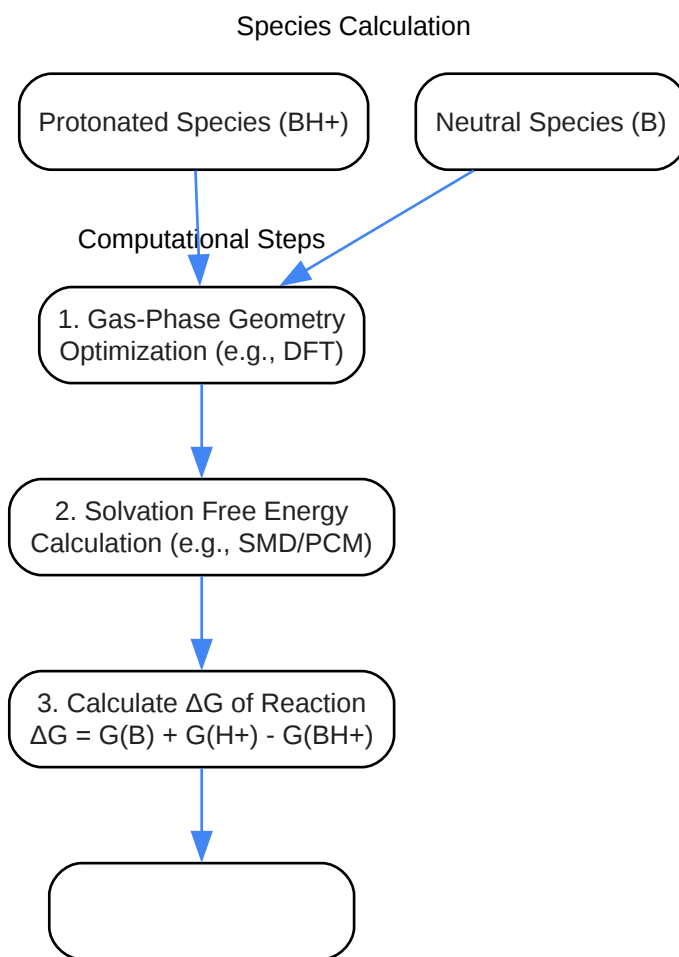 Species Calculation
Protonated Species (BH+)
Neutral Species (B)
Computational Steps
1. Gas-Phase Geometry
Optimization (e.g., DFT)
2. Solvation Free Energy
Calculation (e.g., SMD/PCM)
3. Calculate ΔG of Reaction
ΔG = G(B) + G(H+) - G(BH+)